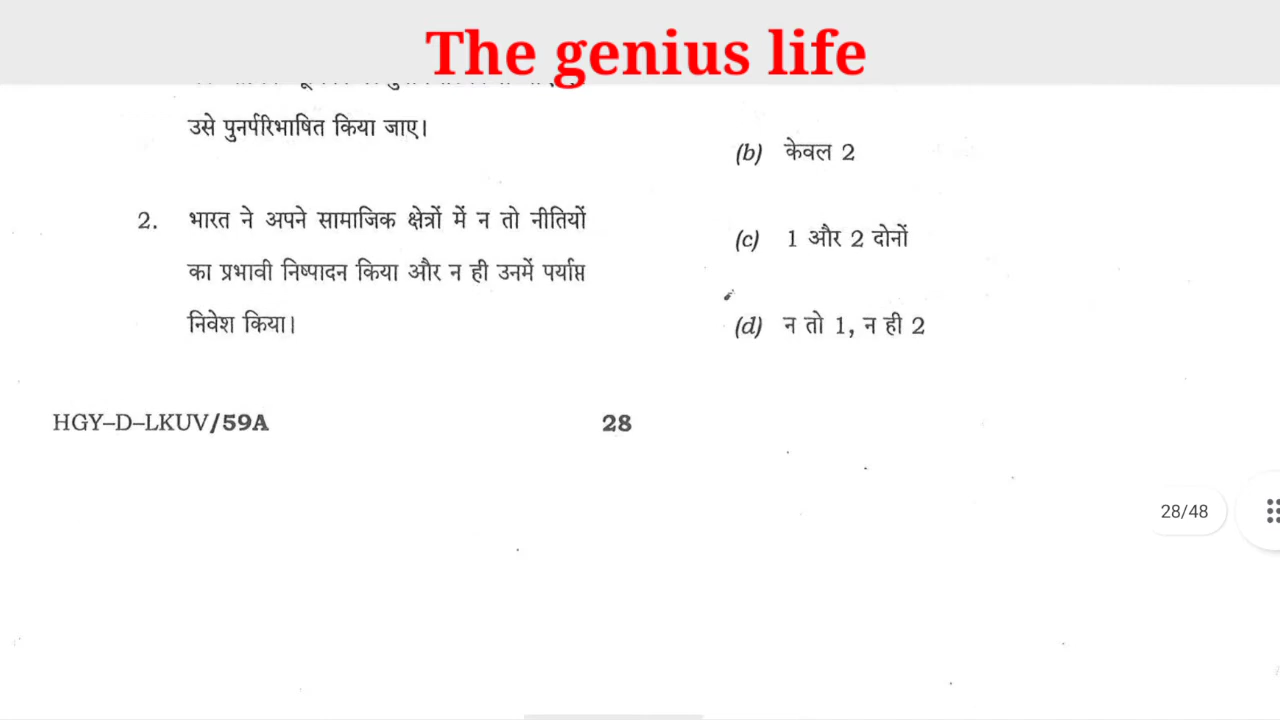 The genius life
उसे पुनर्परिभाषित किया जाए।
2. भारत ने अपने सामाजिक क्षेत्रों में न तो नीतियों
का प्रभावी निष्पादन किया और न ही उनमें पर्याप्त
निवेश किया।
(b) केवल 2
(c) 1 और 2 दोनों
(d) न तो 1, न ही 2
HGY–D–LKUV/59A
28
28/48